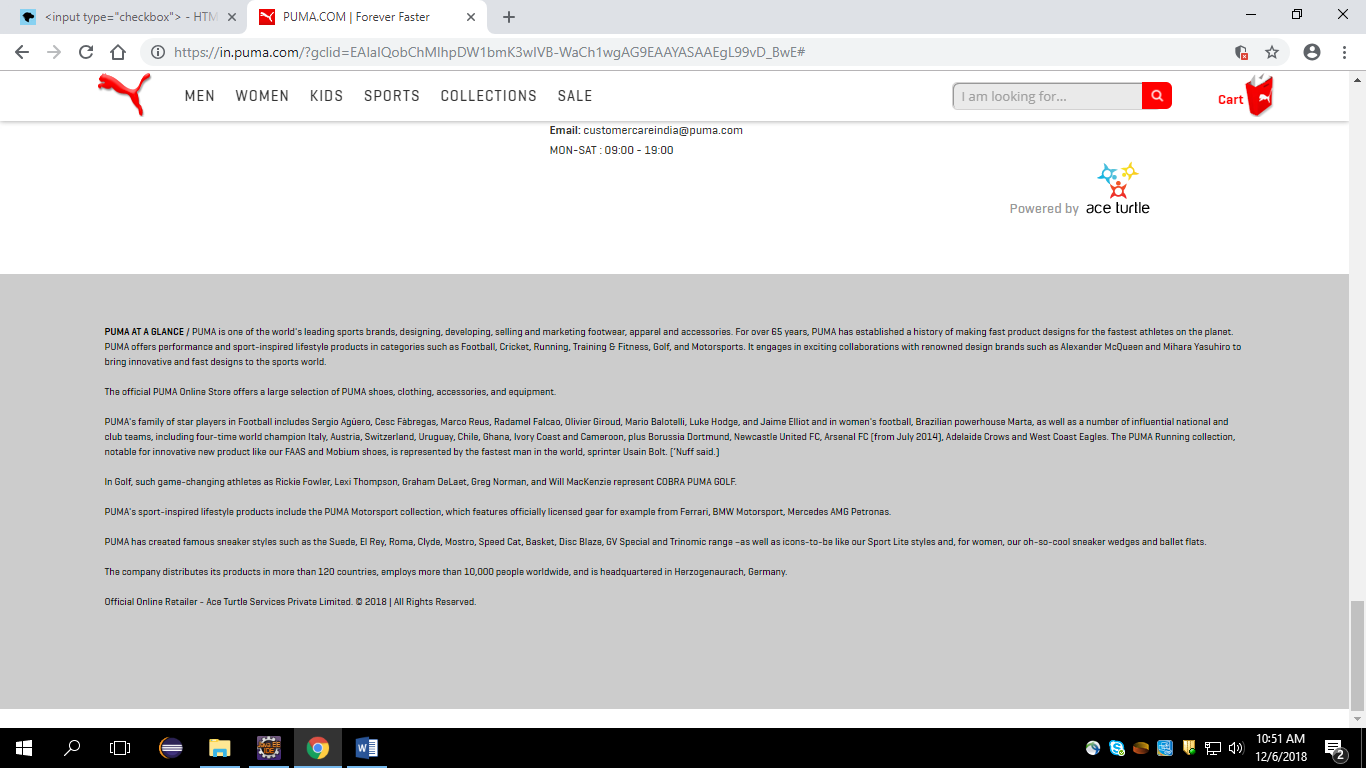 <input type="checkbox"> - HTM
PUMA.COM | Forever Faster
https://in.puma.com/?gclid=EAIaIQobChMIhpDW1bmK3wIVB-WaCh1wgAG9EAAYASAAEgL99vD_BwE#
MEN WOMEN KIDS SPORTS COLLECTIONS SALE
I am looking for...
Cart
Email: customercareindia@puma.com
MON-SAT : 09:00 - 19:00
Powered by ace turtle
PUMA AT A GLANCE / PUMA is one of the world's leading sports brands, designing, developing, selling and marketing footwear, apparel and accessories. For over 65 years, PUMA has established a history of making fast product designs for the fastest athletes on the planet.
PUMA offers performance and sport-inspired lifestyle products in categories such as Football, Cricket, Running, Training & Fitness, Golf, and Motorsports. It engages in exciting collaborations with renowned design brands such as Alexander McQueen and Mihara Yasuhiro to
bring innovative and fast designs to the sports world.
The official PUMA Online Store offers a large selection of PUMA shoes, clothing, accessories, and equipment.
PUMA's family of star players in Football includes Sergio Agüero, Cesc Fàbregas, Marco Reus, Radamel Falcao, Olivier Giroud, Mario Balotelli, Luke Hodge, and Jaime Elliot and in women's football, Brazilian powerhouse Marta, as well as a number of influential national and
club teams, including four-time world champion Italy, Austria, Switzerland, Uruguay, Chile, Ghana, Ivory Coast and Cameroon, plus Borussia Dortmund, Newcastle United FC, Arsenal FC (from July 2014), Adelaide Crows and West Coast Eagles. The PUMA Running collection,
notable for innovative new product like our FAAS and Mobium shoes, is represented by the fastest man in the world, sprinter Usain Bolt. ('Nuff said.)
In Golf, such game-changing athletes as Rickie Fowler, Lexi Thompson, Graham DeLaet, Greg Norman, and Will MacKenzie represent COBRA PUMA GOLF.
PUMA's sport-inspired lifestyle products include the PUMA Motorsport collection, which features officially licensed gear for example from Ferrari, BMW Motorsport, Mercedes AMG Petronas.
PUMA has created famous sneaker styles such as the Suede, El Rey, Roma, Clyde, Mostro, Speed Cat, Basket, Disc Blaze, GV Special and Trinomic range –as well as icons-to-be like our Sport Lite styles and, for women, our oh-so-cool sneaker wedges and ballet flats.
The company distributes its products in more than 120 countries, employs more than 10,000 people worldwide, and is headquartered in Herzogenaurach, Germany.
Official Online Retailer - Ace Turtle Services Private Limited. © 2018 | All Rights Reserved.
10:51 AM
12/6/2018
2